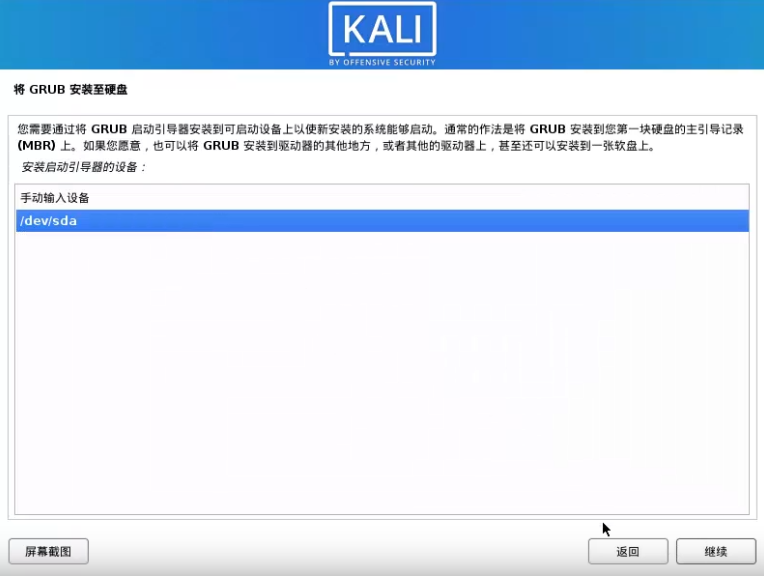 KALI
BY OFFENSIVE SECURITY
将 GRUB 安装至硬盘
您需要通过将 GRUB 启动引导器安装到可启动设备上以使新安装的系统能够启动。通常的作法是将 GRUB 安装到您第一块硬盘的主引导记录
(MBR) 上。如果您愿意，也可以将 GRUB 安装到驱动器的其他地方，或者其他的驱动器上，甚至还可以安装到一张软盘上。
安装启动引导器的设备：
手动输入设备
/dev/sda
屏幕截图
返回
继续